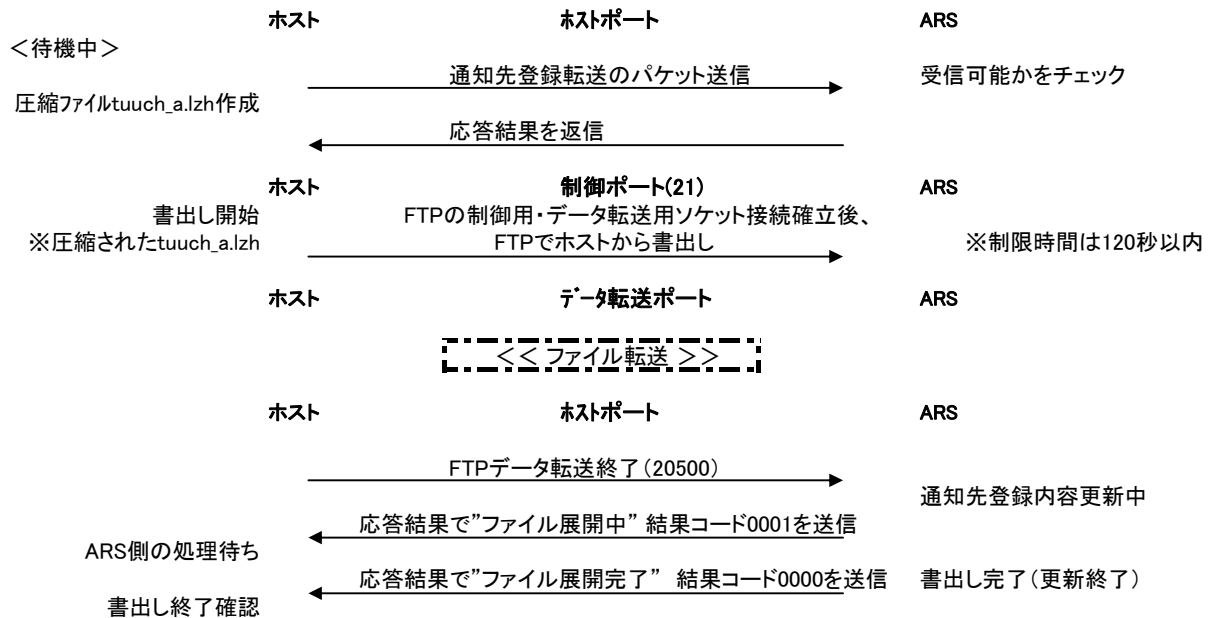 ホスト ホストポート ARS
<待機中>
通知先登録転送のパケット送信 受信可能かをチェック
圧縮ファイルtuuch_a.lzh作成
応答結果を返信
ホスト 制御ポート(21) ARS
書出し開始 FTPの制御用・データ転送用ソケット接続確立後、
※圧縮されたtuuch_a.lzh FTPでホストから書出し ※制限時間は120秒以内
ホスト データ転送ポート ARS
<< ファイル転送 >>
ホスト ホストポート ARS
FTPデータ転送終了(20500)
通知先登録内容更新中
応答結果で”ファイル展開中” 結果コード0001を送信
ARS側の処理待ち
応答結果で”ファイル展開完了” 結果コード0000を送信 書出し完了(更新終了)
書出し終了確認